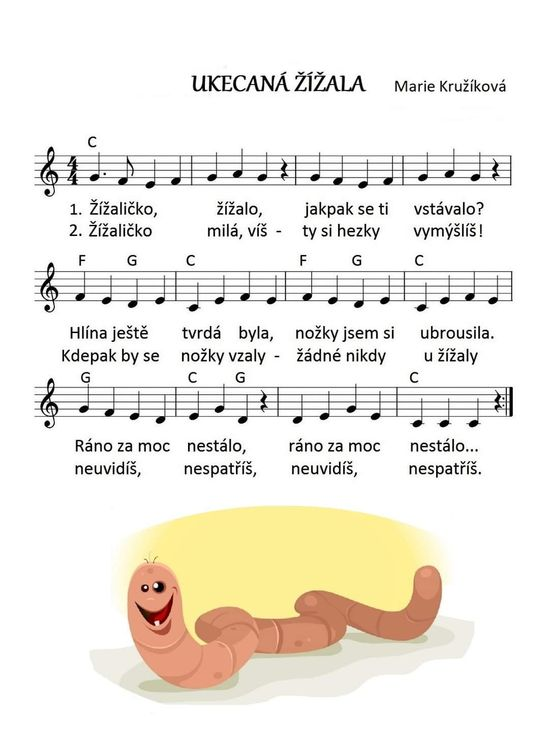 UKECANÁ ŽÍŽALA Marie Kružíková
C
4
4
1. Žížaličko, žížalo, jakpak se ti vstávalo?
2. Žížaličko milá, víš - ty si hezky vymýšlíš!
F G C F G C
Hlína ještě tvrdá byla, nožky jsem si ubrousila.
Kdepak by se nožky vzaly - žádné nikdy u žížaly
G C G C
Ráno za moc nestálo, ráno za moc nestálo...
neuvidíš, nespatříš, neuvidíš, nespatříš.